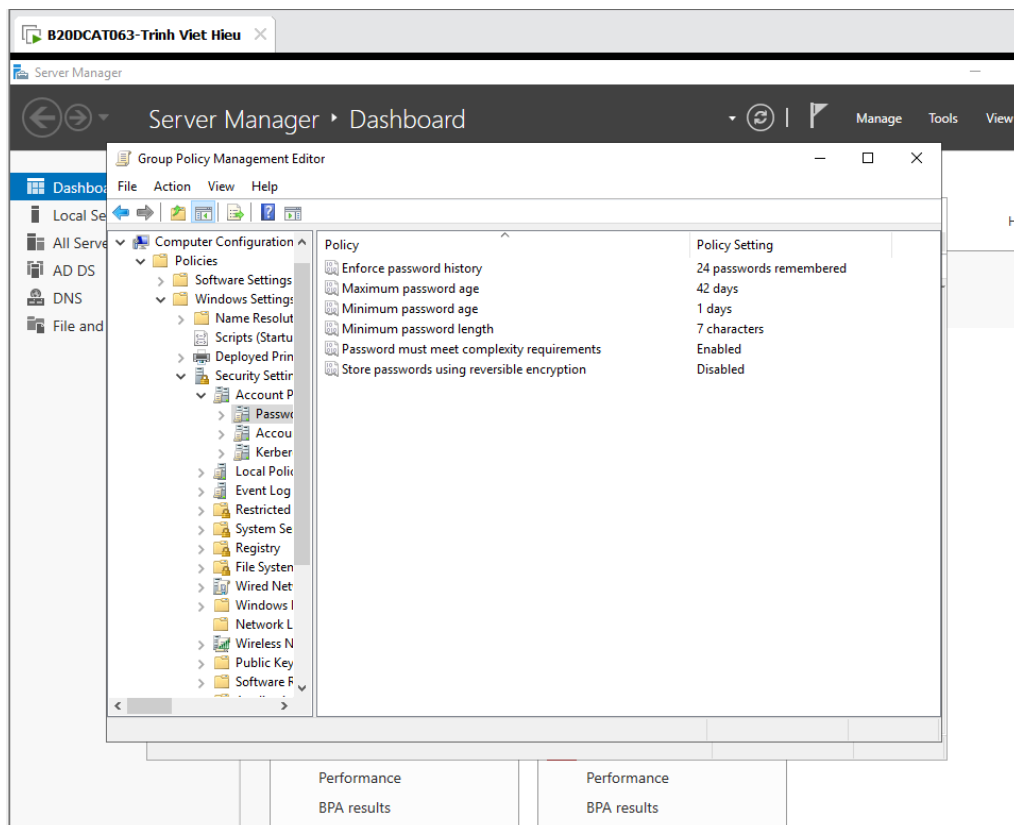 B20DCAT063-Trinh Viet Hieu
Server Manager
Server Manager • Dashboard
Manage Tools View
Group Policy Management Editor
File Action View Help
Dashboa
Local Se
All Serve
AD DS
DNS
File and
Computer Configuration
Policies
Software Settings
Windows Settings
Name Resolut
Scripts (Startu
Deployed Prin
Security Settin
Account P
Passwo
Accou
Kerber
Local Polic
Event Log
Restricted
System Se
Registry
File System
Wired Net
Windows
Network L
Wireless N
Public Key
Software R
Policy Policy Setting
Enforce password history 24 passwords remembered
Maximum password age 42 days
Minimum password age 1 days
Minimum password length 7 characters
Password must meet complexity requirements Enabled
Store passwords using reversible encryption Disabled
Performance Performance
BPA results BPA results